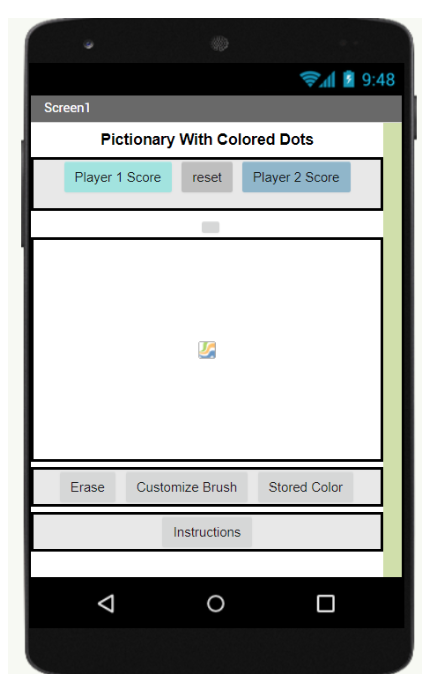 9:48
Screen1
Pictionary With Colored Dots
Player 1 Score reset Player 2 Score
Erase Customize Brush Stored Color
Instructions